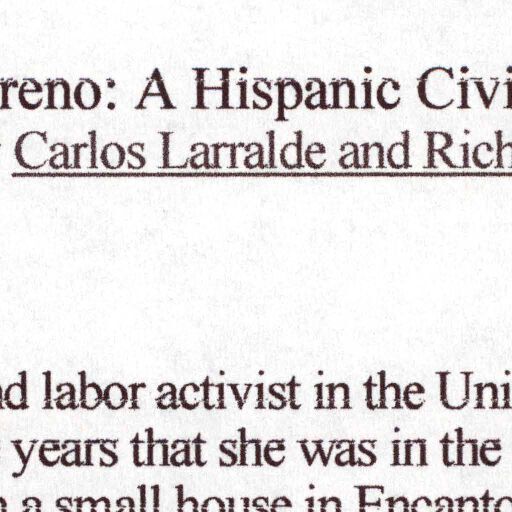 reno: A Hispanic Civi
Carlos Larralde and Rich
nd labor activist in the Uni
years that she was in the
a small house in Encanto